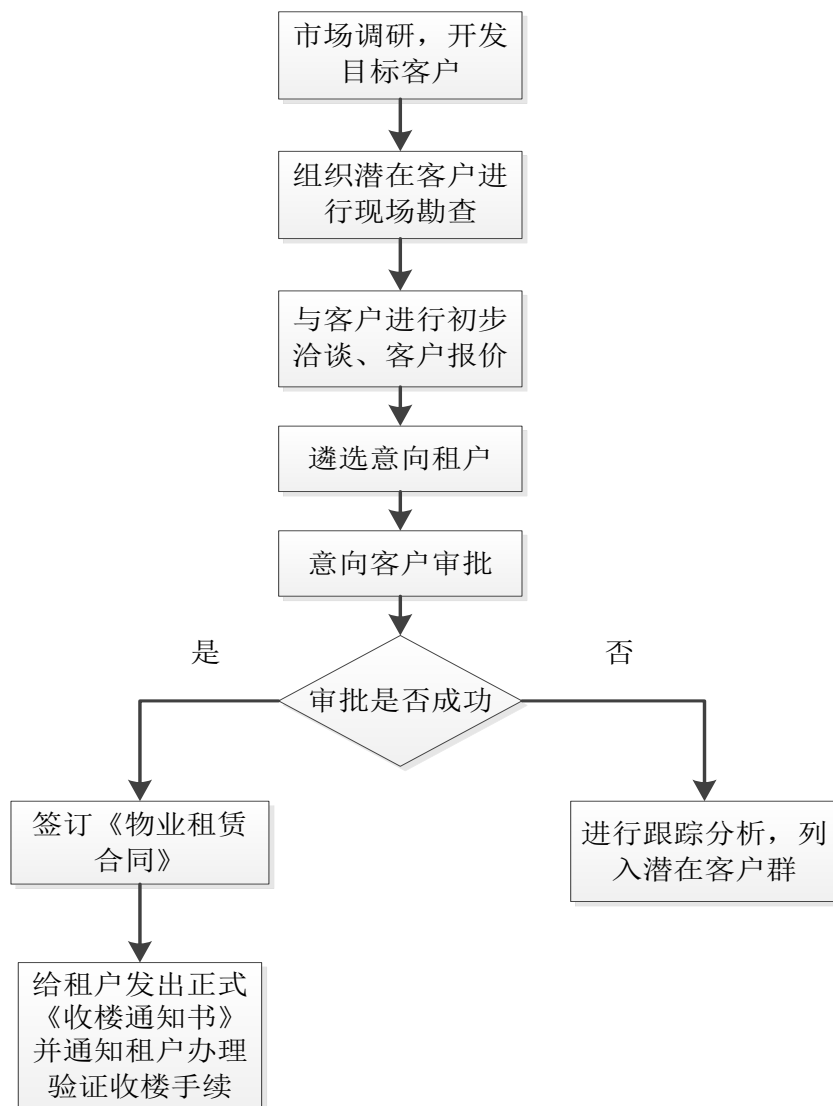 市场调研，开发
目标客户
组织潜在客户进
行现场勘查
与客户进行初步
洽谈、客户报价
遴选意向租户
意向客户审批
是
否
审批是否成功
签订《物业租赁
合同》
进行跟踪分析，列
入潜在客户群
给租户发出正式
《收楼通知书》
并通知租户办理
验证收楼手续